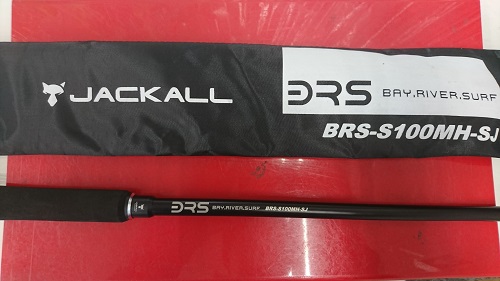 JACKALL
BRS BAY.RIVER.SURF
BRS-S100MH-SJ
BRS BAY.RIVER.SURF BRS-S100MH-SJ